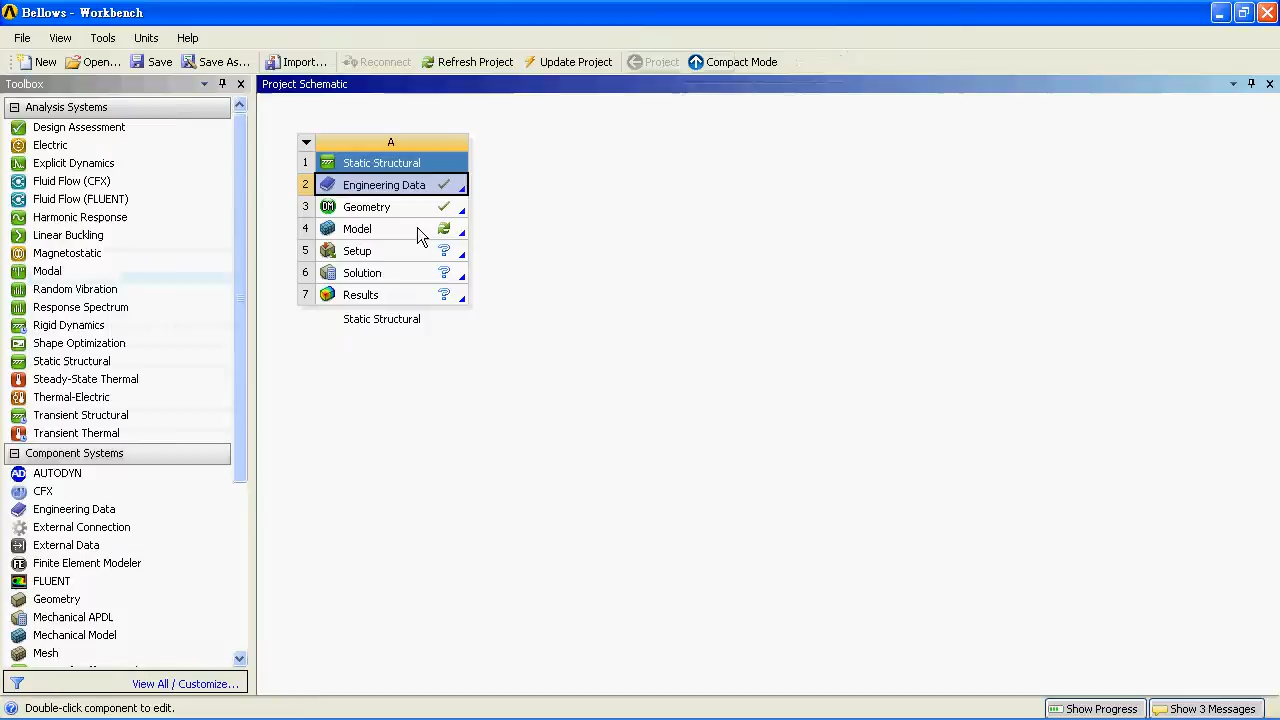 Bellows - Workbench
File View Tools Units Help
New Open... Save Save As... Import... Reconnect Refresh Project Update Project Project Compact Mode
Toolbox
Project Schematic
Analysis Systems
Design Assessment
Electric
Explicit Dynamics
Fluid Flow (CFX)
Fluid Flow (FLUENT)
Harmonic Response
Linear Buckling
Magnetostatic
Modal
Random Vibration
Response Spectrum
Rigid Dynamics
Shape Optimization
Static Structural
Steady-State Thermal
Thermal-Electric
Transient Structural
Transient Thermal
Component Systems
AUTODYN
CFX
Engineering Data
External Connection
External Data
Finite Element Modeler
FLUENT
Geometry
Mechanical APDL
Mechanical Model
Mesh
View All / Customize...
A
1 Static Structural
2 Engineering Data
3 Geometry
4 Model
5 Setup
6 Solution
7 Results
Static Structural
Double-click component to edit.
Show Progress
Show 3 Messages